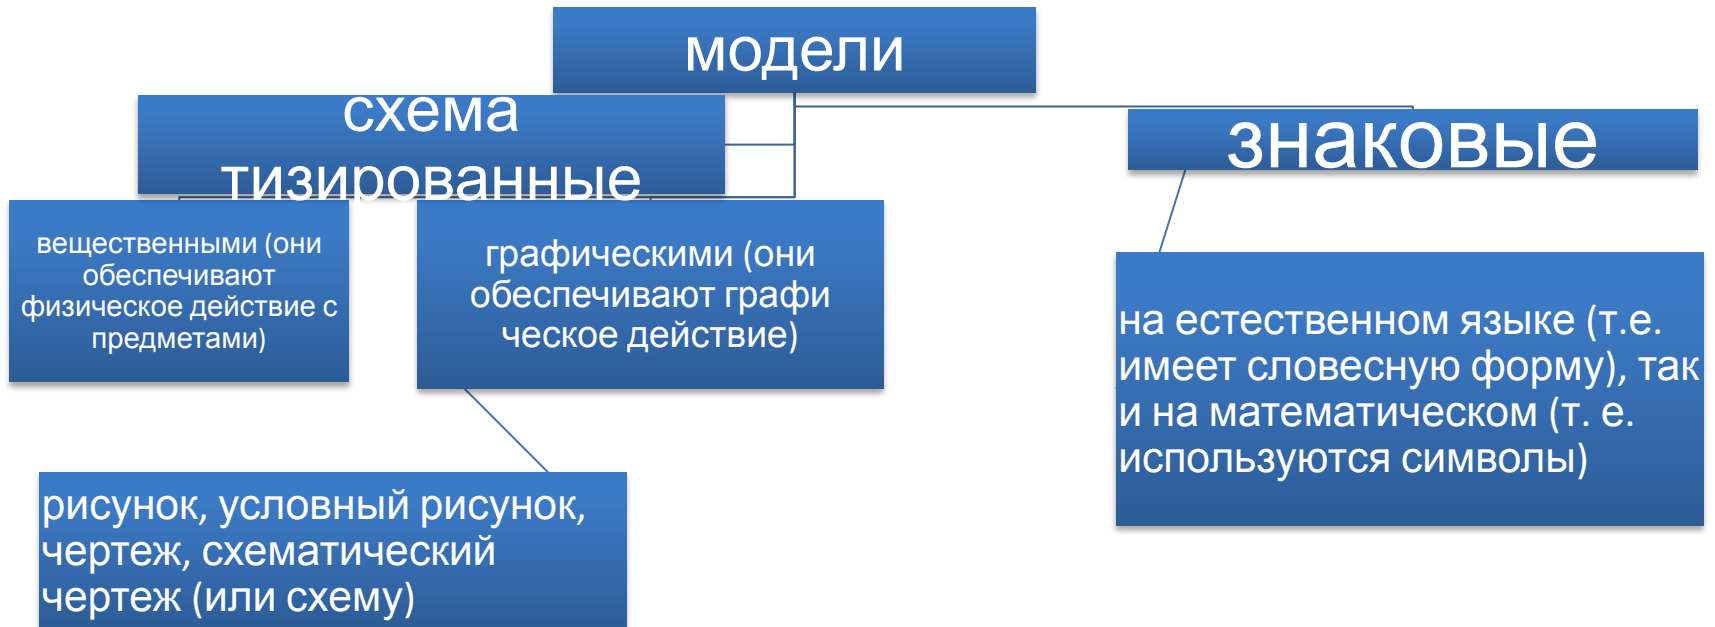 модели
схема
тизированные
знаковые
вещественными (они
обеспечивают
физическое действие с
предметами)
графическими (они
обеспечивают графи
ческое действие)
на естественном языке (т.е.
имеет словесную форму), так
и на математическом (т. е.
используются символы)
рисунок, условный рисунок,
чертеж, схематический
чертеж (или схему)